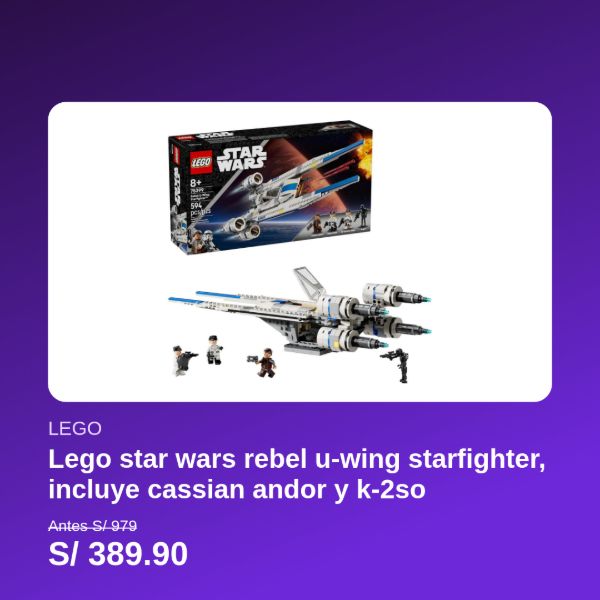 LEGO
STAR
WARS
8+
75399
594
LEGO
Lego star wars rebel u-wing starfighter,
incluye cassian andor y k-2so
Antes S/ 979
S/ 389.90